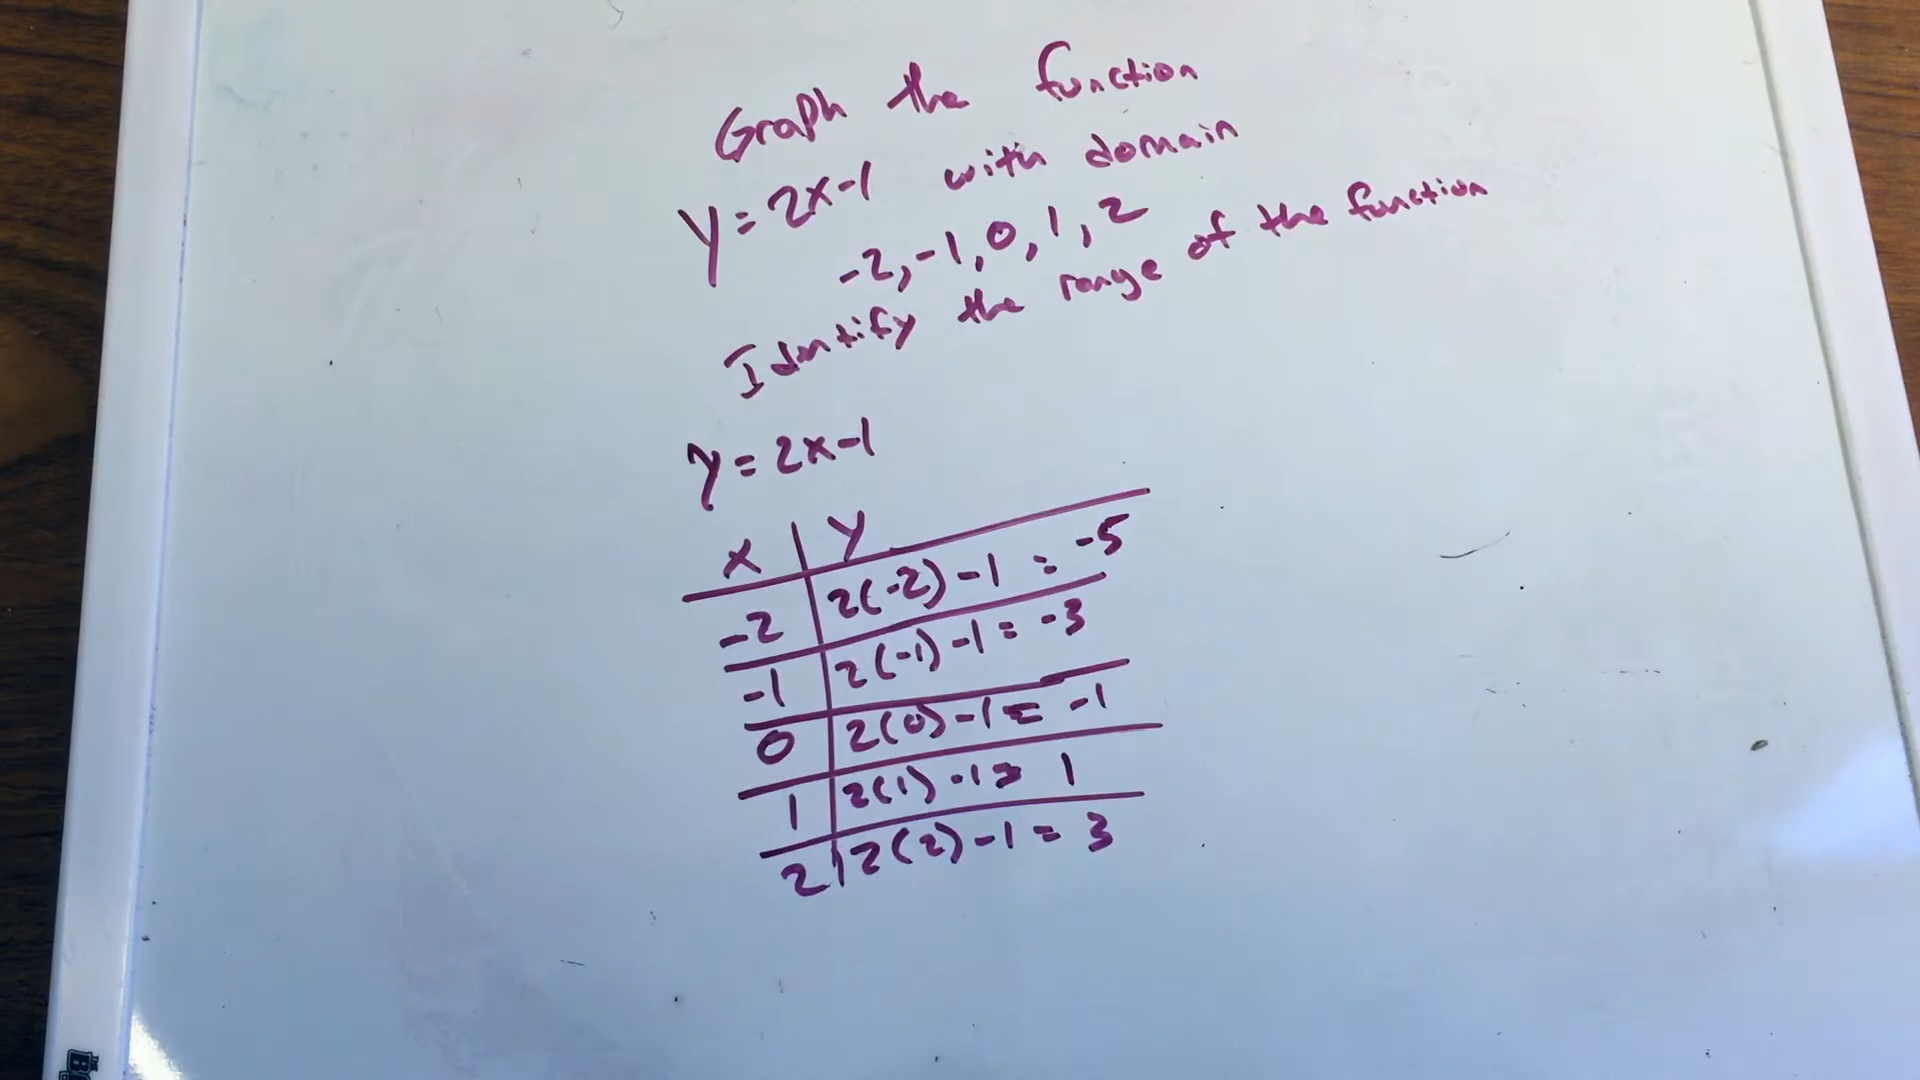 Graph the function
y=2x-1 with domain
-2,-1,0,1,2
Identify the range of the function
y=2x-1
x y
-2 2(-2)-1=-5
-1 2(-1)-1=-3
0 2(0)-1=-1
1 2(1)-1=1
2 2(2)-1=3